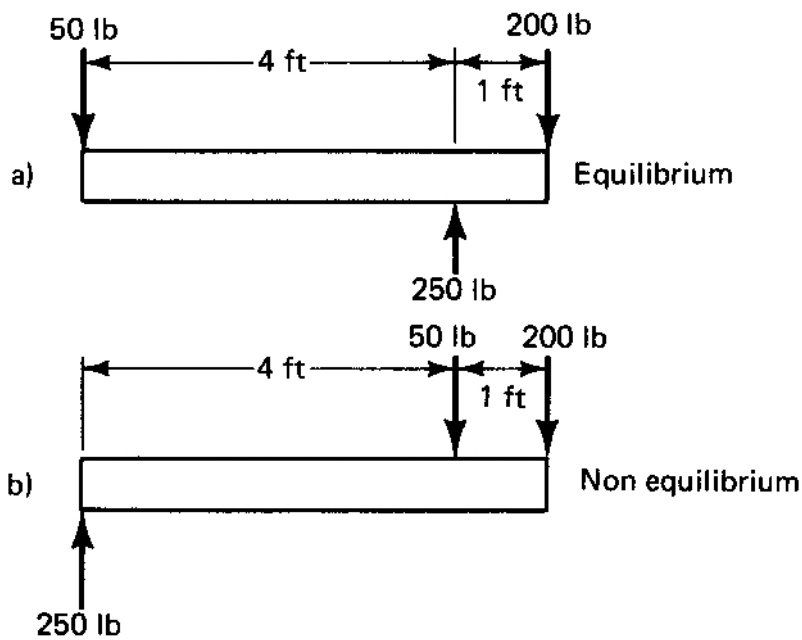 50 lb
200 lb
4 ft
1 ft
a)
Equilibrium
250 lb
50 lb
200 lb
4 ft
1 ft
b)
Non equilibrium
250 lb